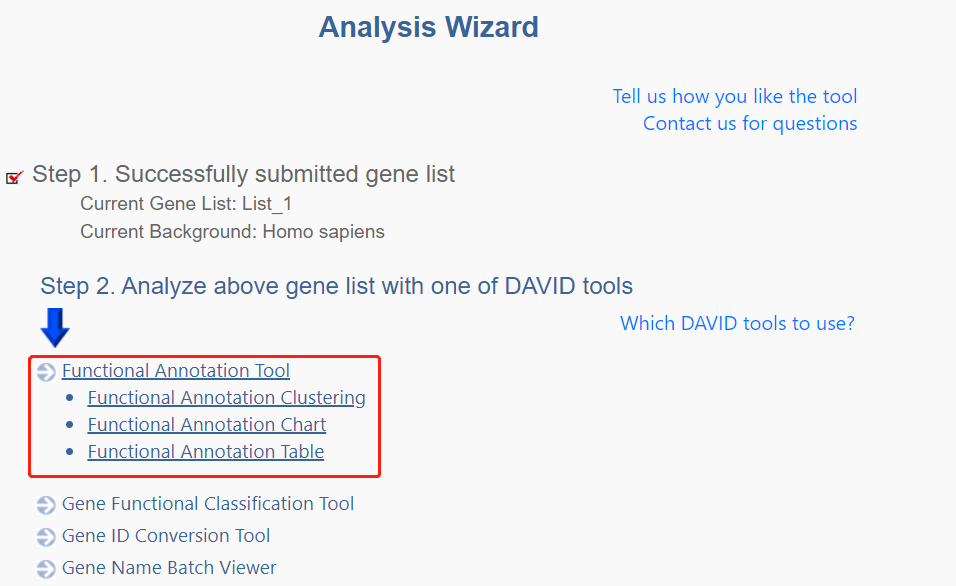 Analysis Wizard
Tell us how you like the tool
Contact us for questions
Step 1. Successfully submitted gene list
Current Gene List: List_1
Current Background: Homo sapiens
Step 2. Analyze above gene list with one of DAVID tools
Which DAVID tools to use?
Functional Annotation Tool
Functional Annotation Clustering
Functional Annotation Chart
Functional Annotation Table
Gene Functional Classification Tool
Gene ID Conversion Tool
Gene Name Batch Viewer